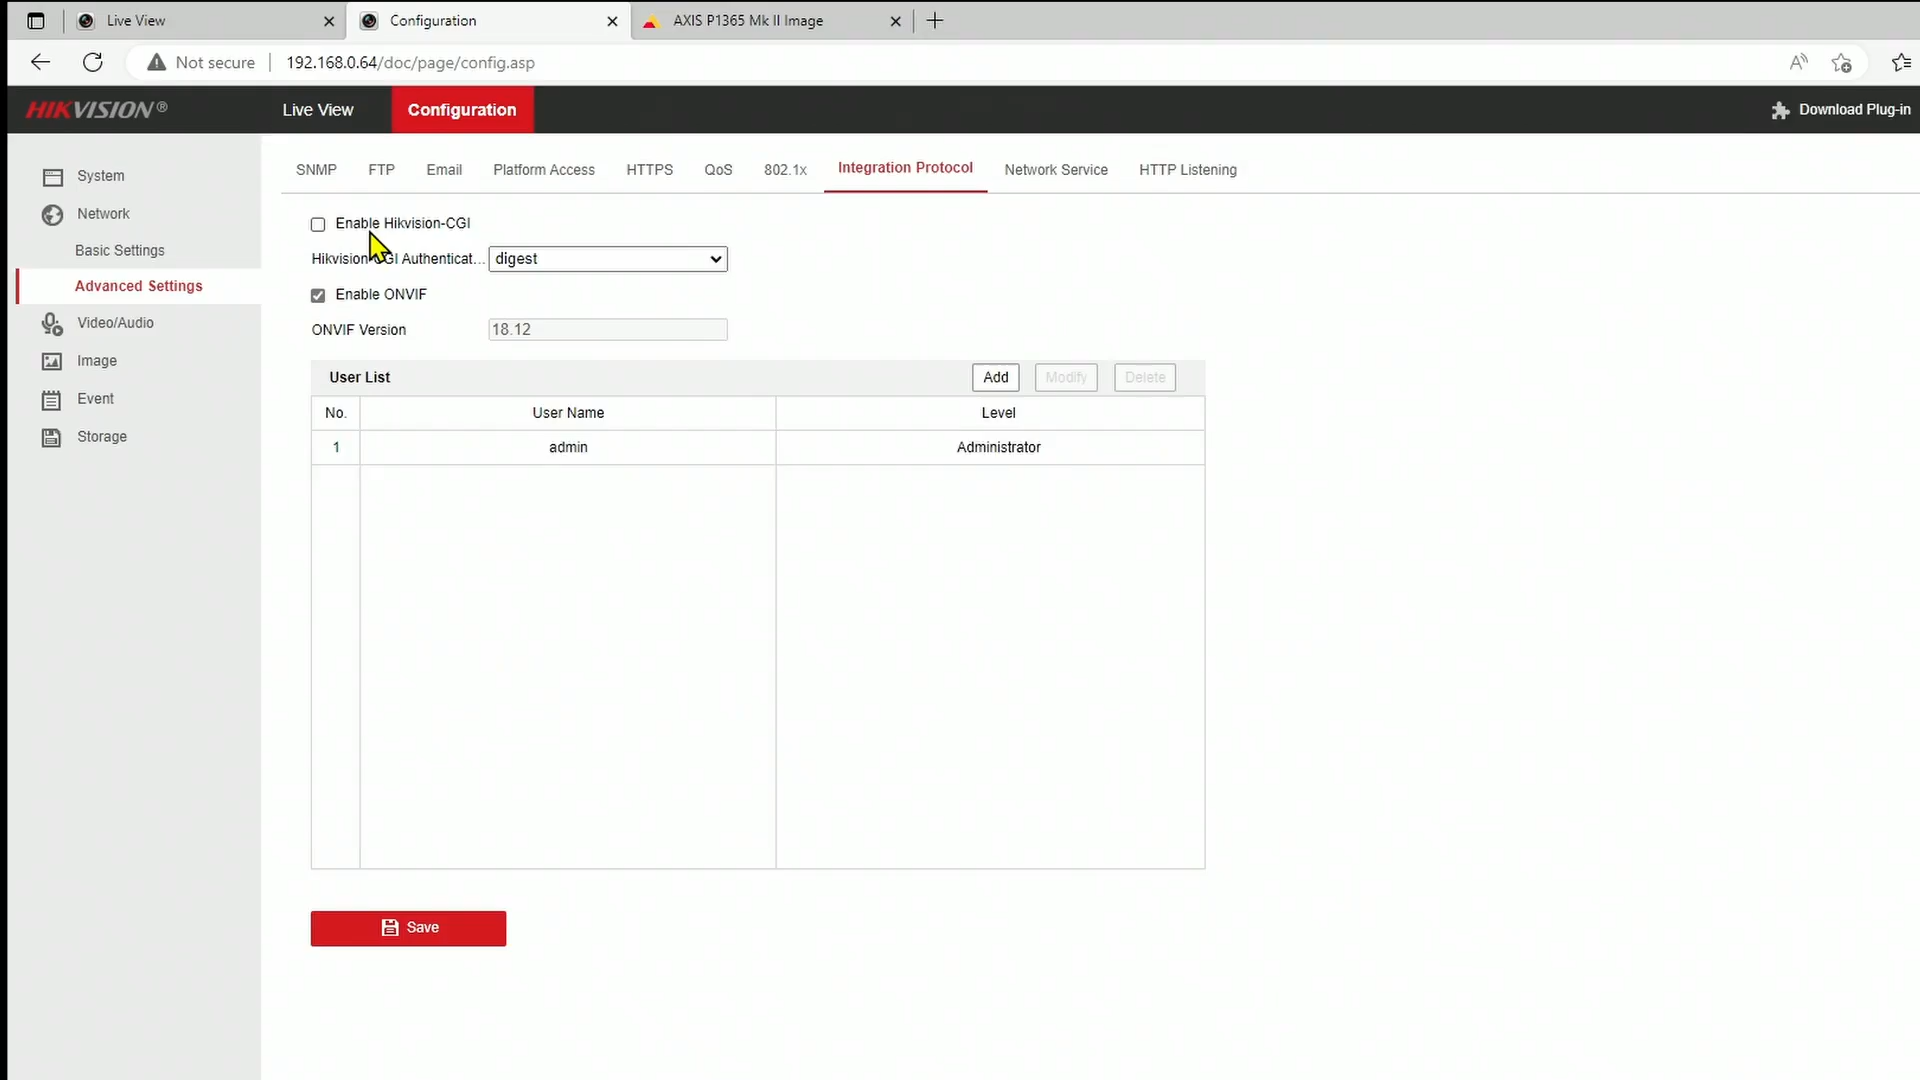 Live View
Configuration
AXIS P1365 Mk II Image
Not secure
192.168.0.64/doc/page/config.asp
HIKVISION®
Live View
Configuration
Download Plug-in
System
Network
Basic Settings
Advanced Settings
Video/Audio
Image
Event
Storage
SNMP
FTP
Email
Platform Access
HTTPS
QoS
802.1x
Integration Protocol
Network Service
HTTP Listening
Enable Hikvision-CGI
Hikvision-CGI Authenticat... digest
Enable ONVIF
ONVIF Version 18.12
User List
Add
Modify
Delete
No. User Name Level
1 admin Administrator
Save